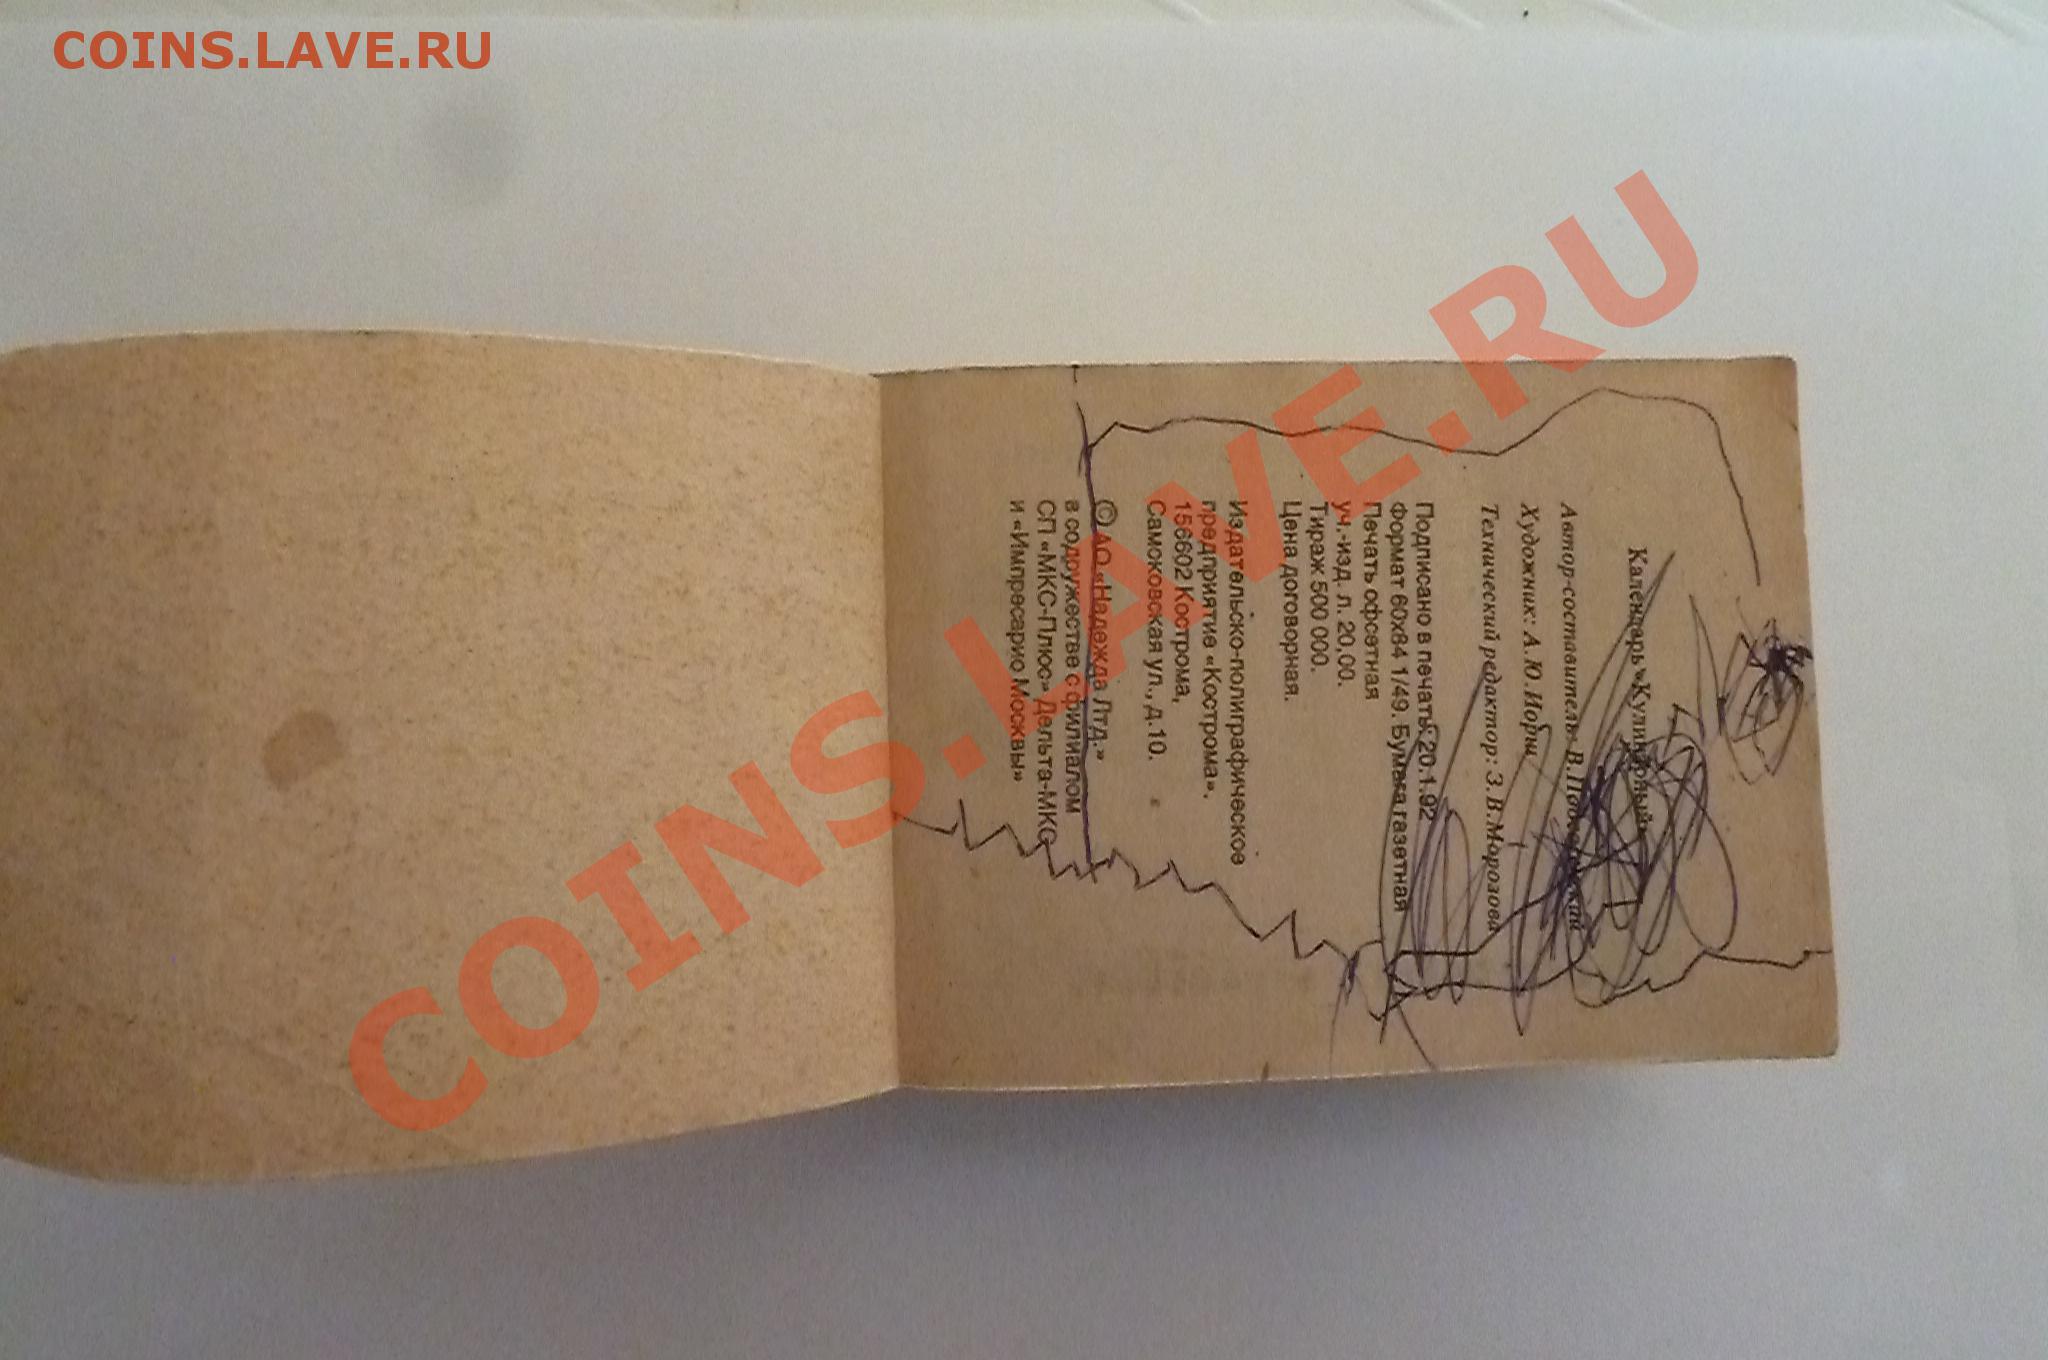 COINS.LAVE.RU
COINS.LAVE.RU
Календарь «Кулинарный»
Автор-составитель:
Художник: А.Ю.Иорш
Технический редактор: З.В.Морозова
Подписано в печать 20.1.92
Формат 60х84 1/49. Бумага газетная
Печать офсетная
уч.-изд. л. 20,00.
Тираж 500 000.
Цена договорная.
Издательско-полиграфическое
предприятие «Кострома».
156602 Кострома,
Самоковская ул., д.10.
© АО «Надежда Лтд.»
в содружестве с филиалом
СП «МКС-Плюс» Дельта-МКС
и «Импресарио Москвы»